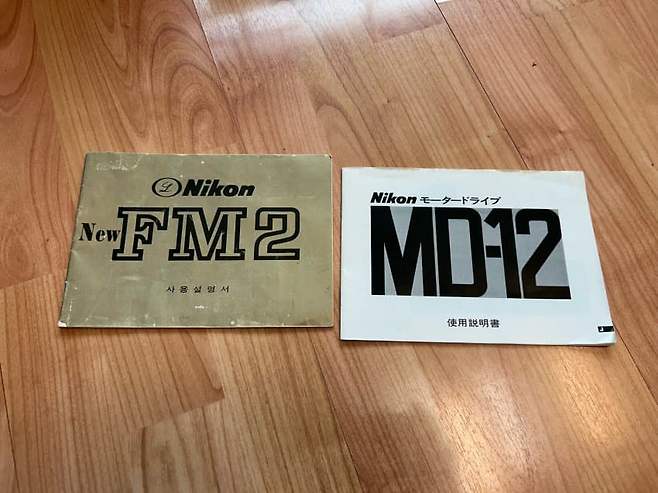 Nikon
New FM2
사용설명서
Nikon モータードライブ
MD-12
使用説明書